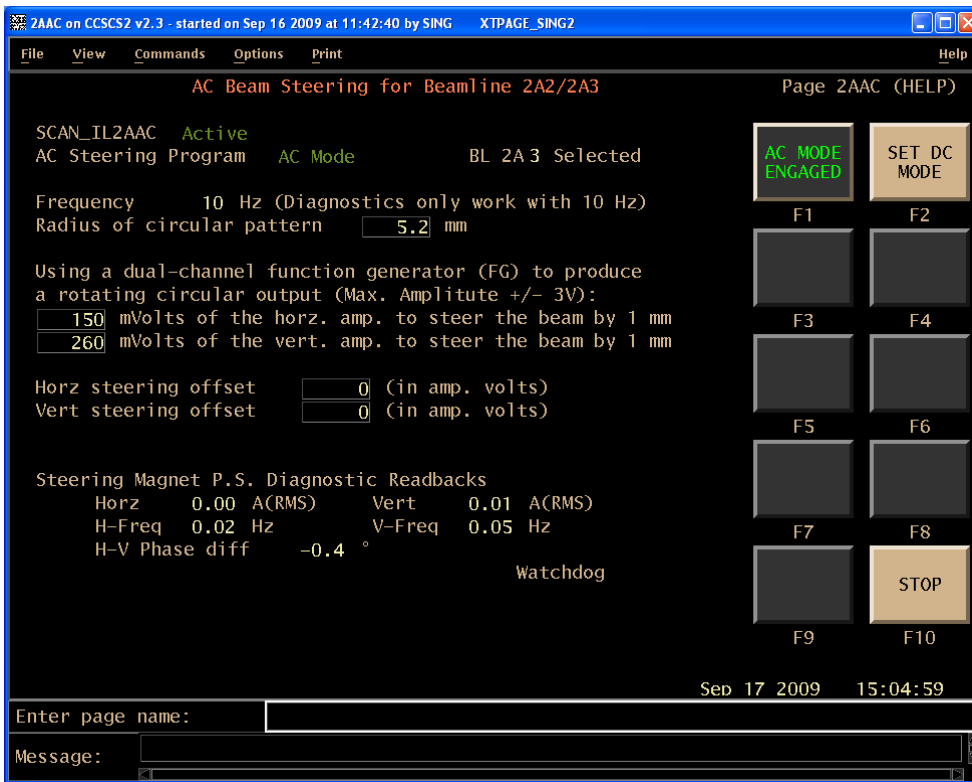 2AAC on CCSCS2 v2.3 - started on Sep 16 2009 at 11:42:40 by SING XTPAGE_SING2
File View Commands Options Print Help
AC Beam Steering for Beamline 2A2/2A3 Page 2AAC (HELP)
SCAN_IL2AAC Active
AC Steering Program AC Mode BL 2A3 Selected
AC MODE ENGAGED SET DC MODE
Frequency 10 Hz (Diagnostics only work with 10 Hz)
F1 F2
Radius of circular pattern 5.2 mm
Using a dual-channel function generator (FG) to produce
a rotating circular output (Max. Amplitute +/- 3V):
150 mVolts of the horz. amp. to steer the beam by 1 mm
F3 F4
260 mVolts of the vert. amp. to steer the beam by 1 mm
Horz steering offset 0 (in amp. volts)
Vert steering offset 0 (in amp. volts)
F5 F6
Steering Magnet P.S. Diagnostic Readbacks
Horz 0.00 A(RMS) Vert 0.01 A(RMS)
H-Freq 0.02 Hz V-Freq 0.05 Hz
F7 F8
H-V Phase diff -0.4 °
Watchdog
STOP
F9 F10
Sep 17 2009 15:04:59
Enter page name:
Message: